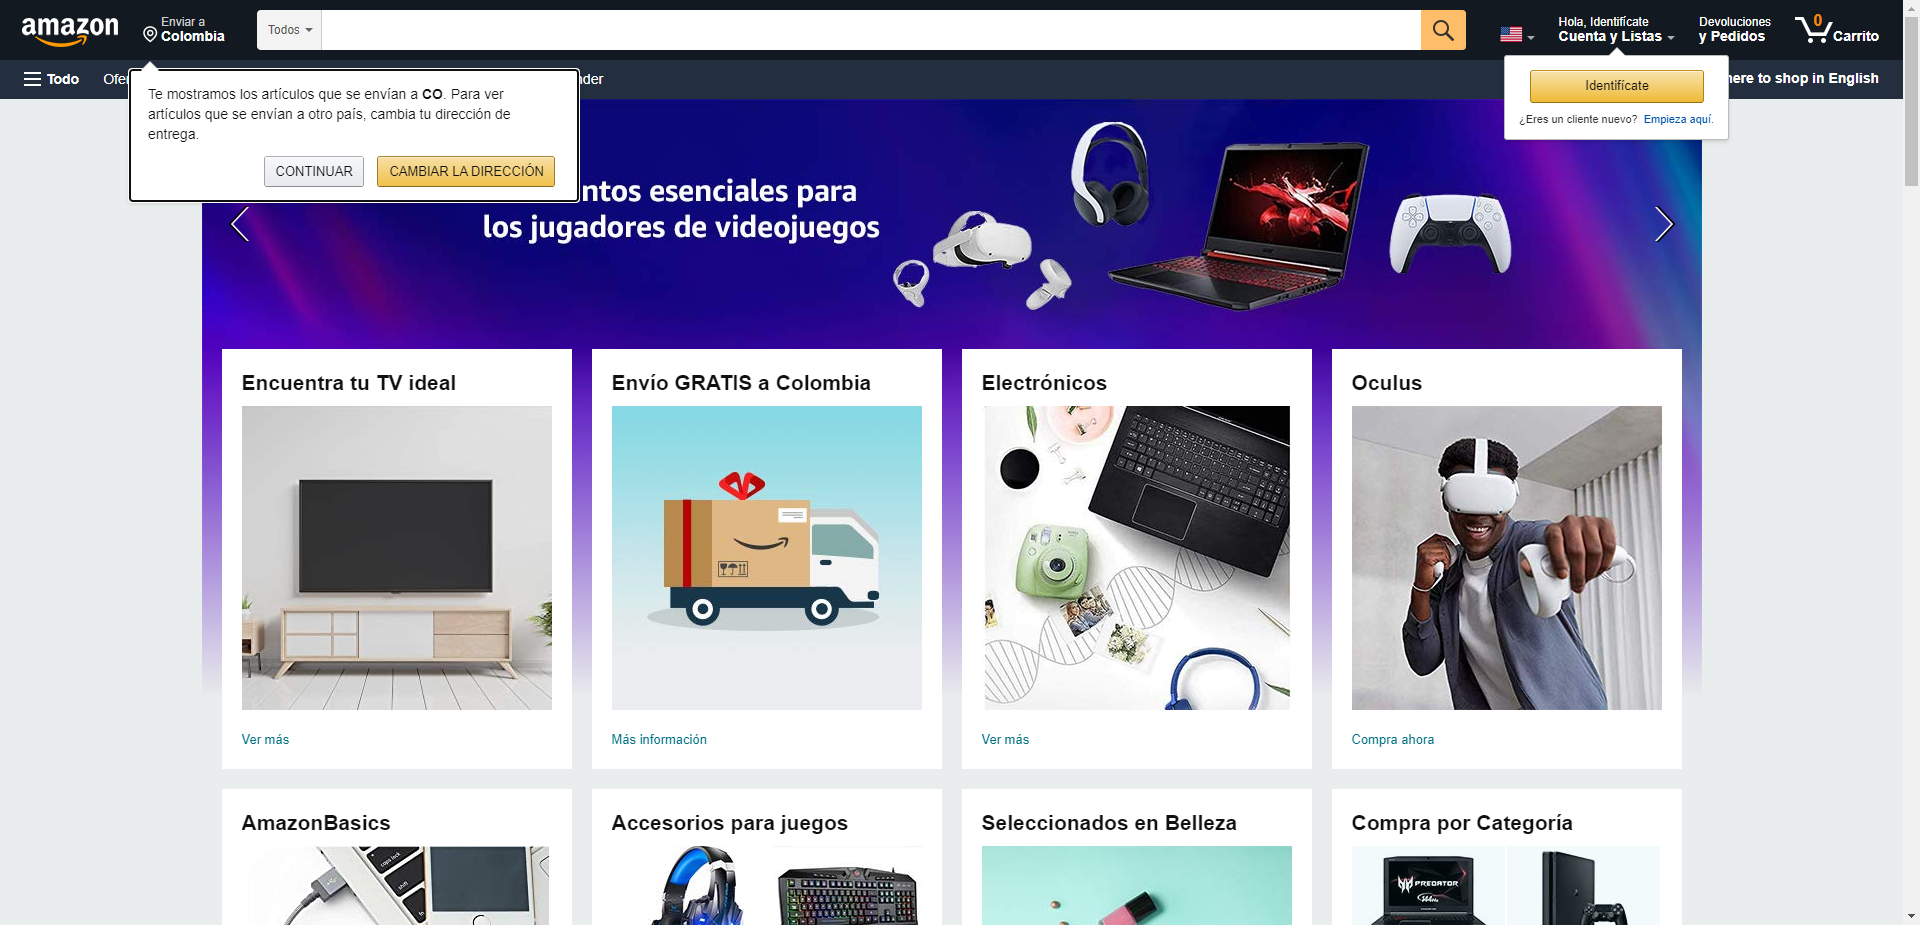 amazon
Enviar a
Colombia
Todos
Hola, Identifícate
Cuenta y Listas
Devoluciones
y Pedidos
0
Carrito
Todo
Te mostramos los artículos que se envían a CO. Para ver
artículos que se envían a otro país, cambia tu dirección de
entrega.
CONTINUAR
CAMBIAR LA DIRECCIÓN
Identifícate
¿Eres un cliente nuevo? Empieza aquí.
to shop in English
esenciales para
los jugadores de videojuegos
Encuentra tu TV ideal
Envío GRATIS a Colombia
Electrónicos
Oculus
Ver más
Más información
Ver más
Compra ahora
AmazonBasics
Accesorios para juegos
Seleccionados en Belleza
Compra por Categoría
caps lock
shift
PREDATOR